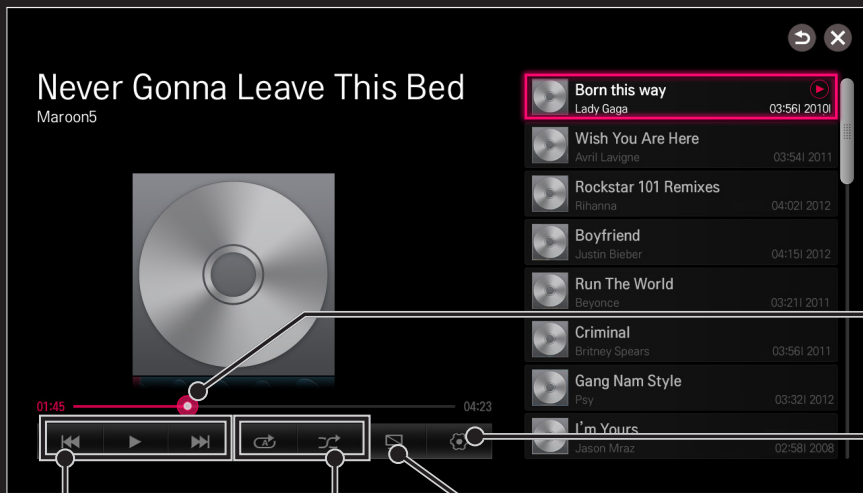 Never Gonna Leave This Bed
Maroon5
01:45
04:23
A
Born this way
Lady Gaga 03:56| 2010|
Wish You Are Here
Avril Lavigne 03:54| 2011
Rockstar 101 Remixes
Rihanna 04:02| 2012
Boyfriend
Justin Bieber 04:15| 2012
Run The World
Beyonce 03:21| 2011
Criminal
Britney Spears 03:56| 2011
Gang Nam Style
Psy 03:32| 2012
I'm Yours
Jason Mraz 02:58| 2008